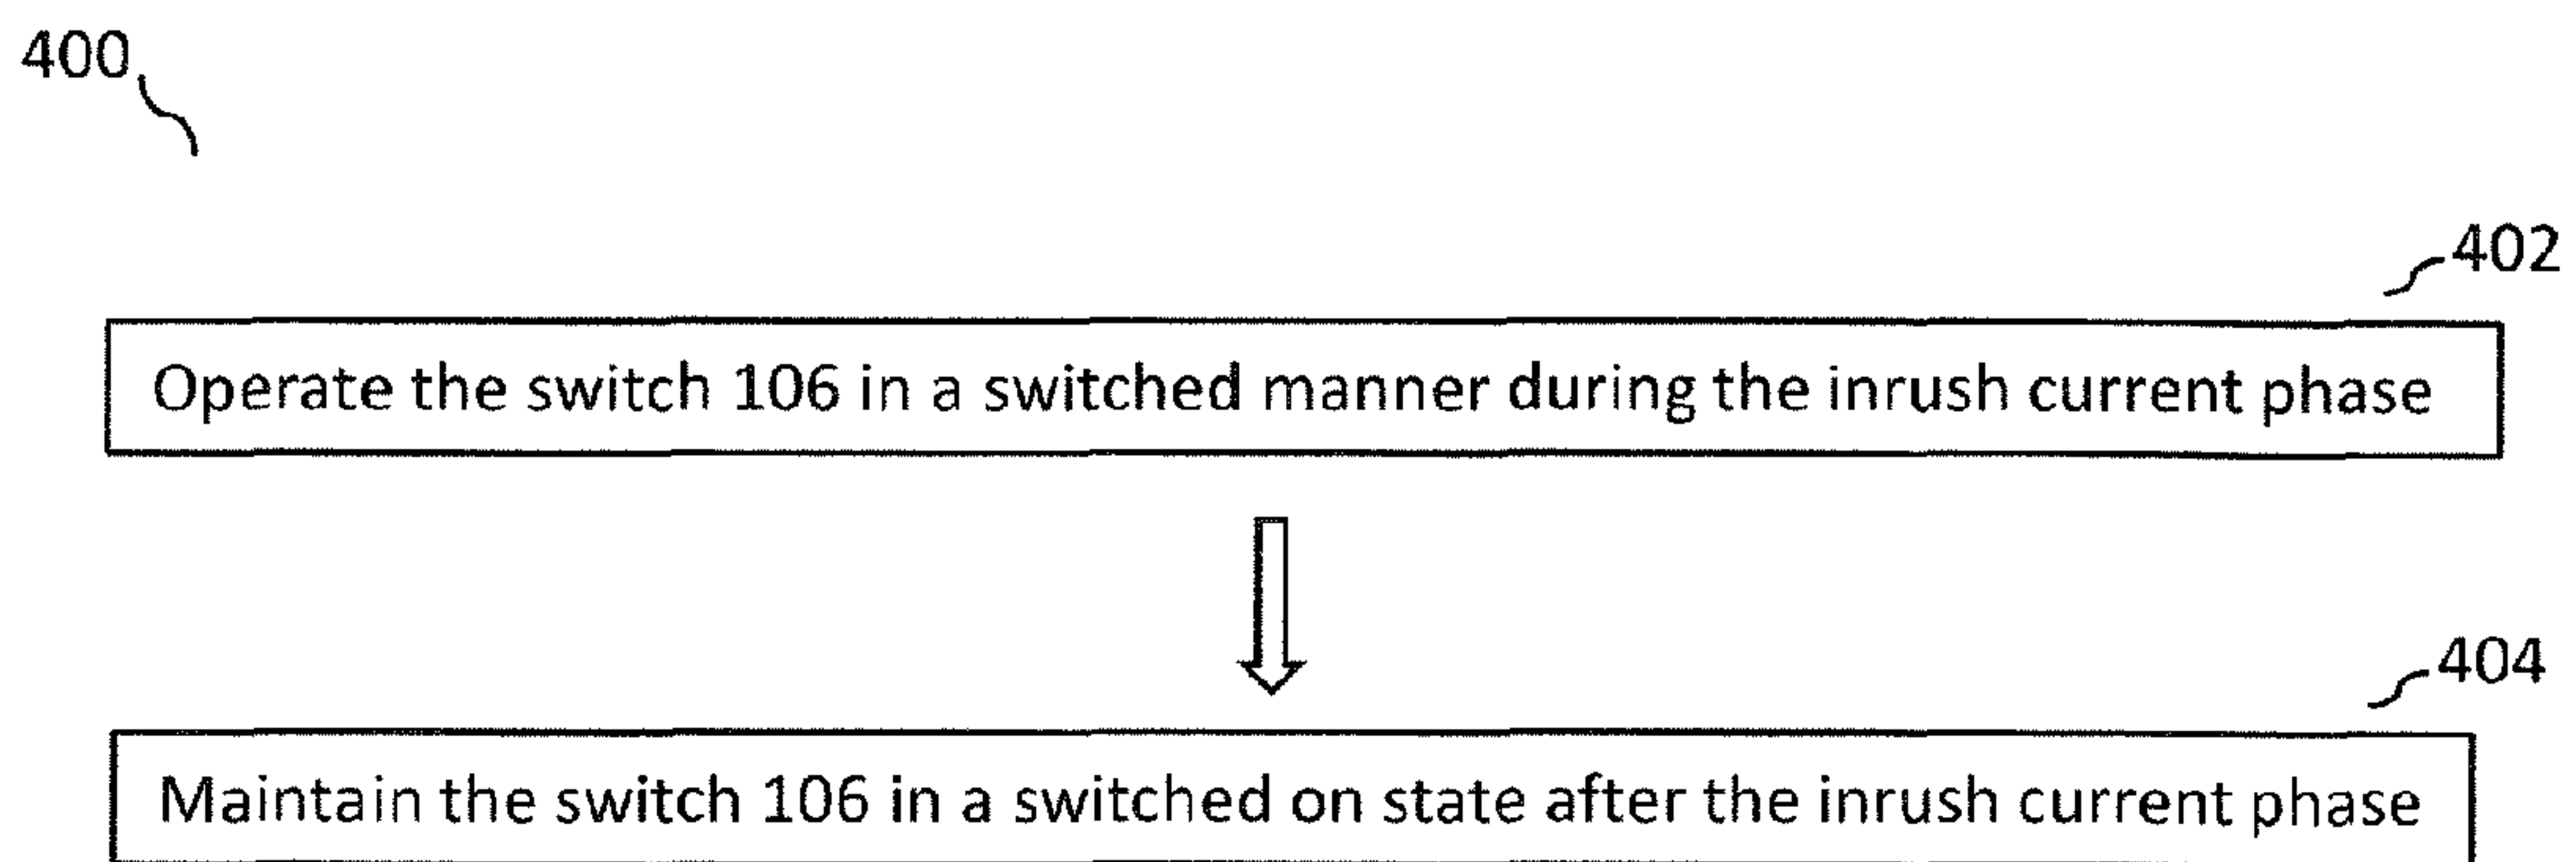 400
402
Operate the switch 106 in a switched manner during the inrush current phase
404
Maintain the switch 106 in a switched on state after the inrush current phase